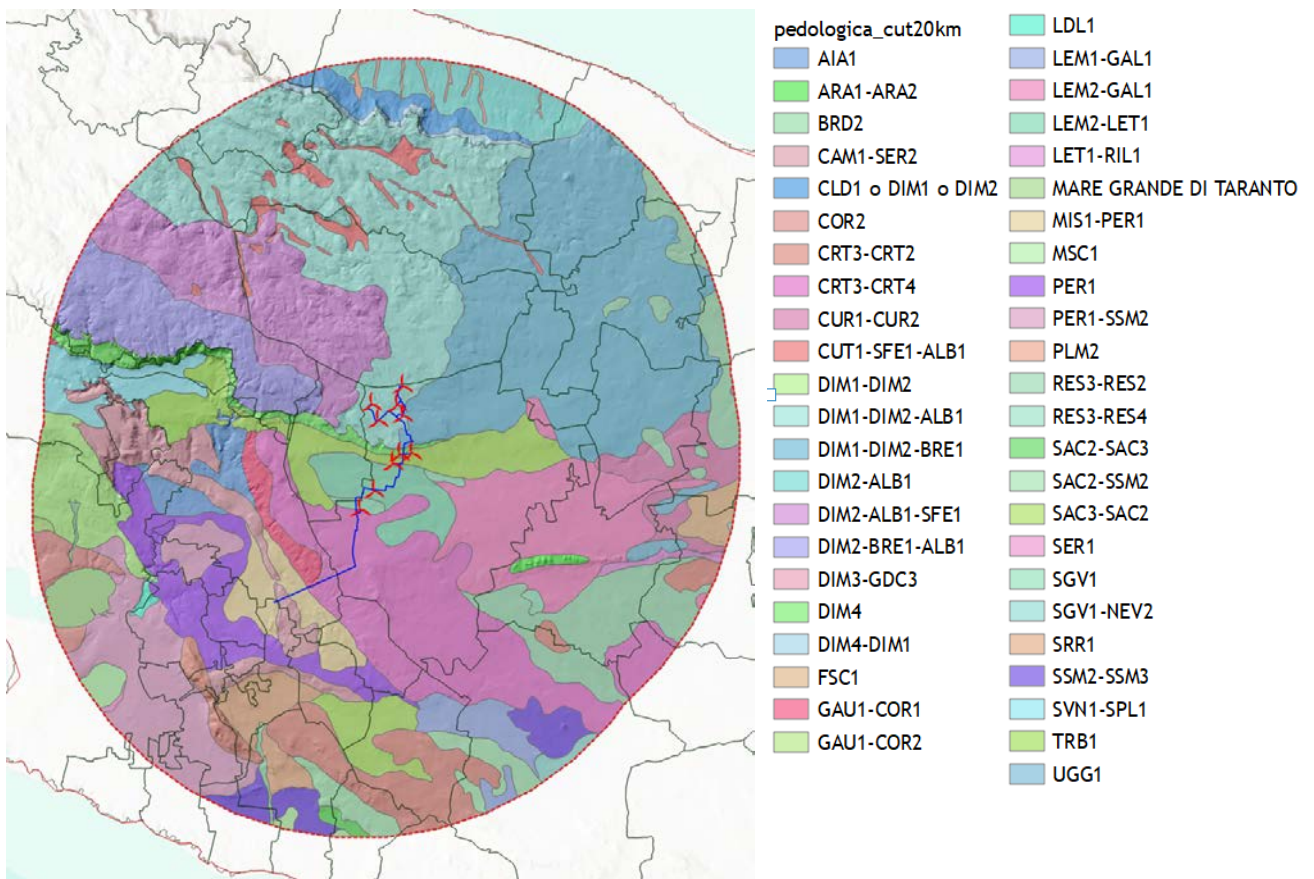 pedologica_cut20km
AIA1
ARA1-ARA2
BRD2
CAM1-SER2
CLD1 o DIM1 o DIM2
COR2
CRT3-CRT2
CRT3-CRT4
CUR1-CUR2
CUT1-SFE1-ALB1
DIM1-DIM2
DIM1-DIM2-ALB1
DIM1-DIM2-BRE1
DIM2-ALB1
DIM2-ALB1-SFE1
DIM2-BRE1-ALB1
DIM3-GDC3
DIM4
DIM4-DIM1
FSC1
GAU1-COR1
GAU1-COR2
LDL1
LEM1-GAL1
LEM2-GAL1
LEM2-LET1
LET1-RIL1
MARE GRANDE DI TARANTO
MIS1-PER1
MSC1
PER1
PER1-SSM2
PLM2
RES3-RES2
RES3-RES4
SAC2-SAC3
SAC2-SSM2
SAC3-SAC2
SER1
SGV1
SGV1-NEV2
SRR1
SSM2-SSM3
SVN1-SPL1
TRB1
UGG1